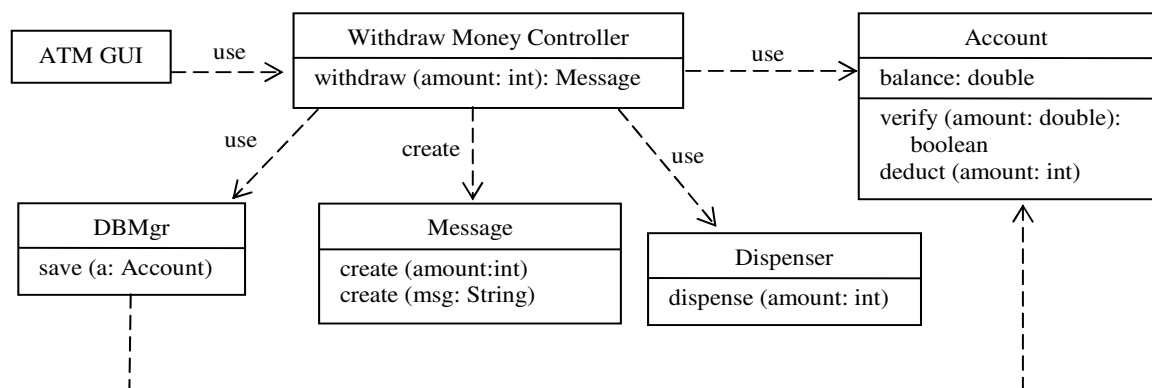 ATM GUI
use
Withdraw Money Controller
withdraw (amount: int): Message
use
Account
balance: double
verify (amount: double):
boolean
deduct (amount: int)
use
create
use
DBMgr
save (a: Account)
Message
create (amount:int)
create (msg: String)
Dispenser
dispense (amount: int)